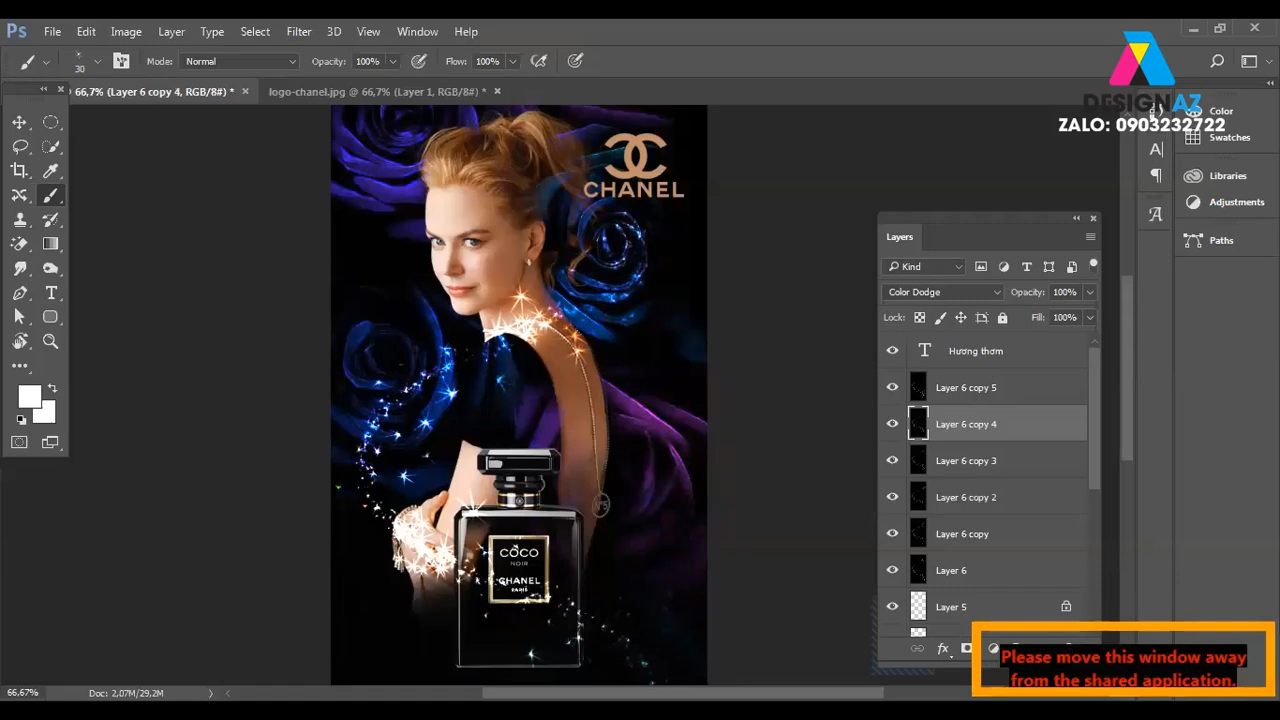 Ps File Edit Image Layer Type Select Filter 3D View Window Help
30 Mode: Normal Opacity: 100% Flow: 100%
66,7% (Layer 6 copy 4, RGB/8#) * × logo-chanel.jpg @ 66,7% (Layer 1, RGB/8#) * ×
DESIGNAZ
ZALO: 0903232722
Color
Swatches
Libraries
Adjustments
Paths
CHANEL
Layers
Kind
Color Dodge Opacity: 100%
Lock: Fill: 100%
T Hương thơm
Layer 6 copy 5
Layer 6 copy 4
Layer 6 copy 3
Layer 6 copy 2
Layer 6 copy
Layer 6
Layer 5
fx
N°5
COCO
NOIR
CHANEL
PARIS
Please move this window away
from the shared application.
66.67% Doc: 2,07M/29,2M